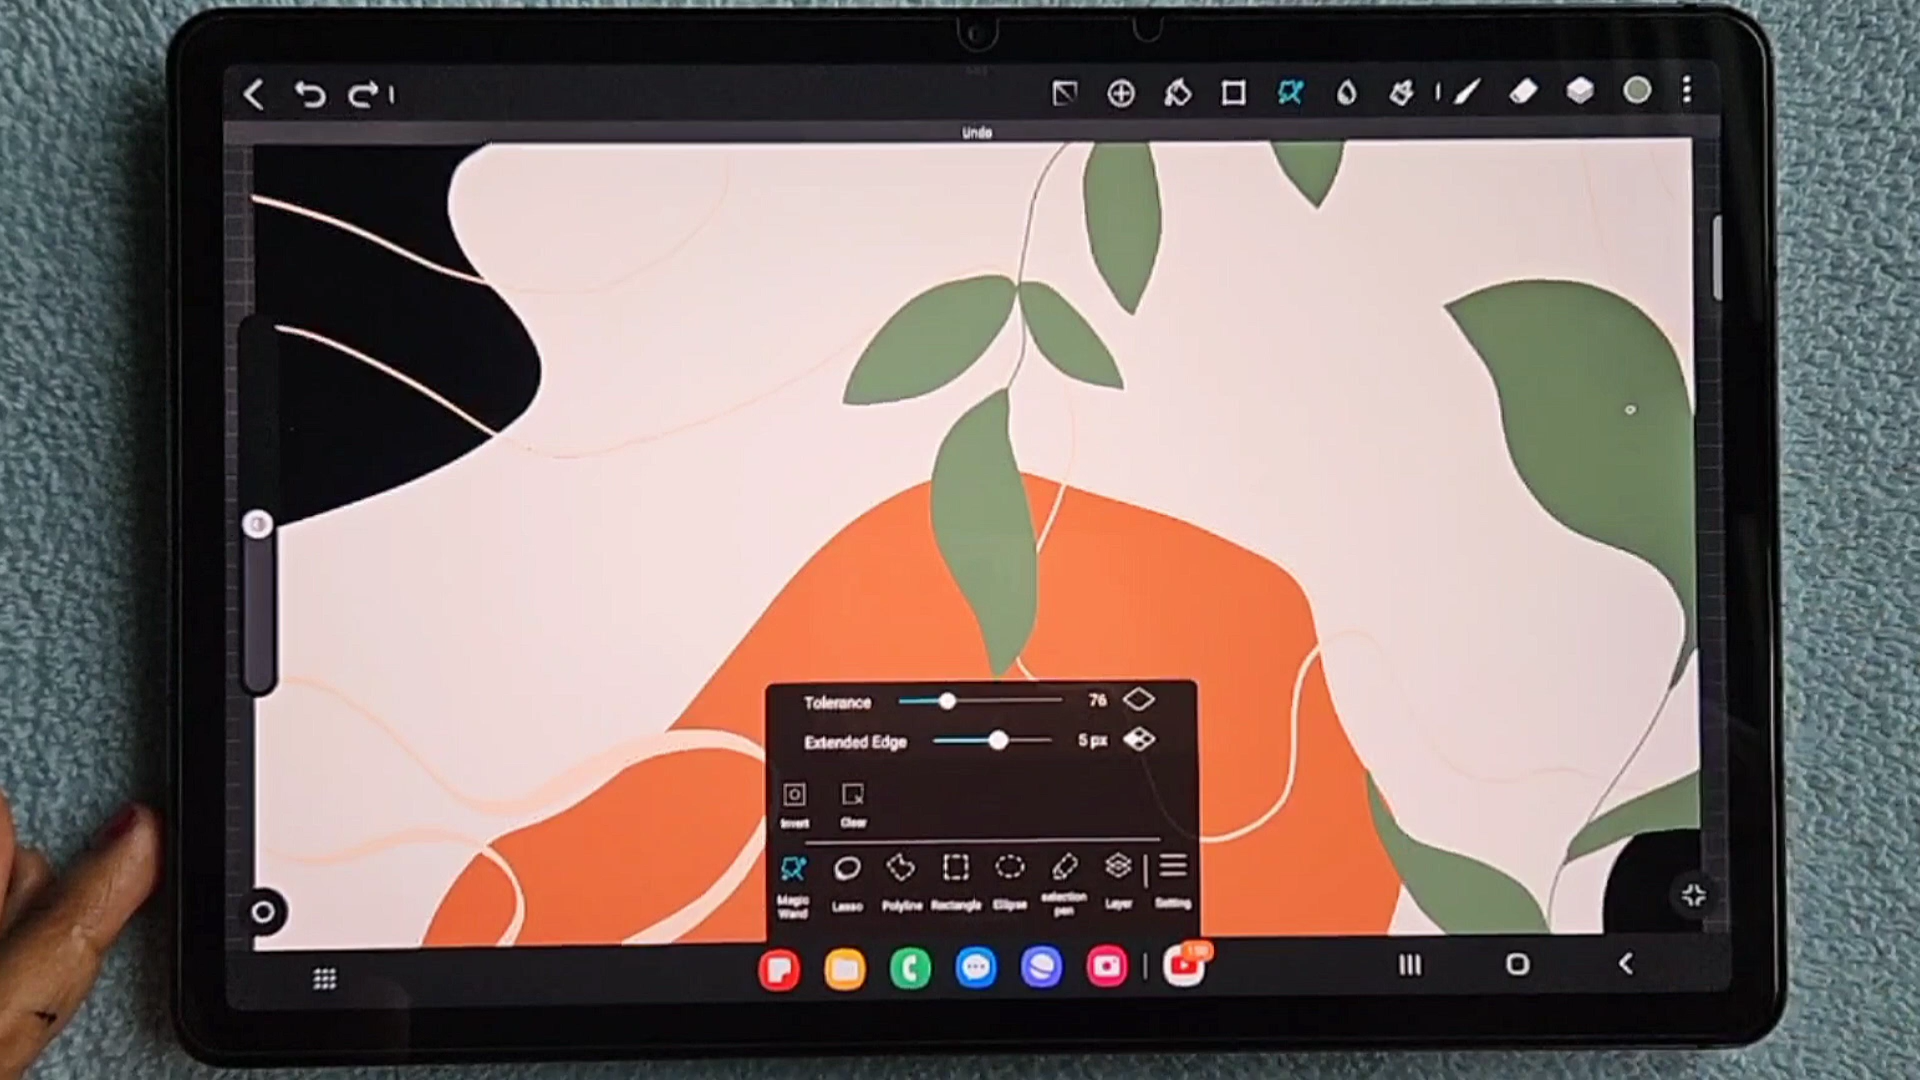 Undo
Tolerance 76
Extended Edge 5 px
Invert Clear
Magic Wand Lasso Polyline Rectangle Ellipse selection pen Layer Setting